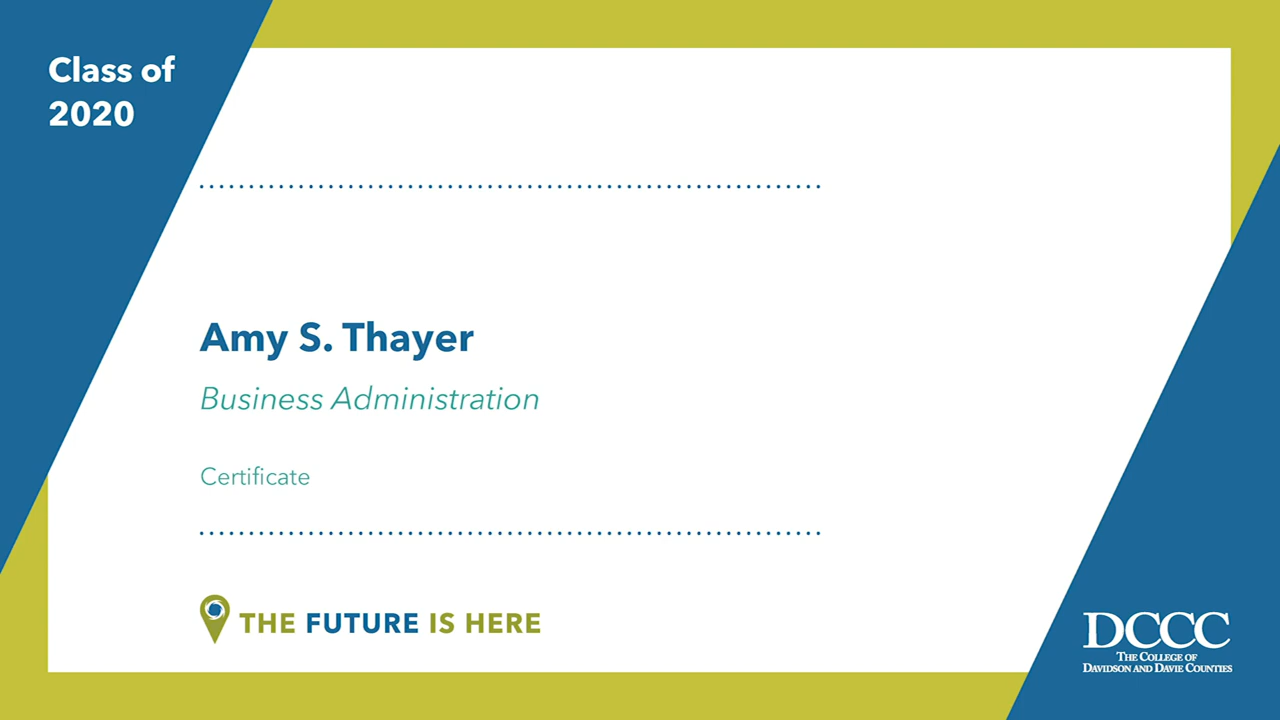 Class of
2020
Amy S. Thayer
Business Administration
Certificate
THE FUTURE IS HERE
DCCC
THE COLLEGE OF
DAVIDSON AND DAVIE COUNTIES